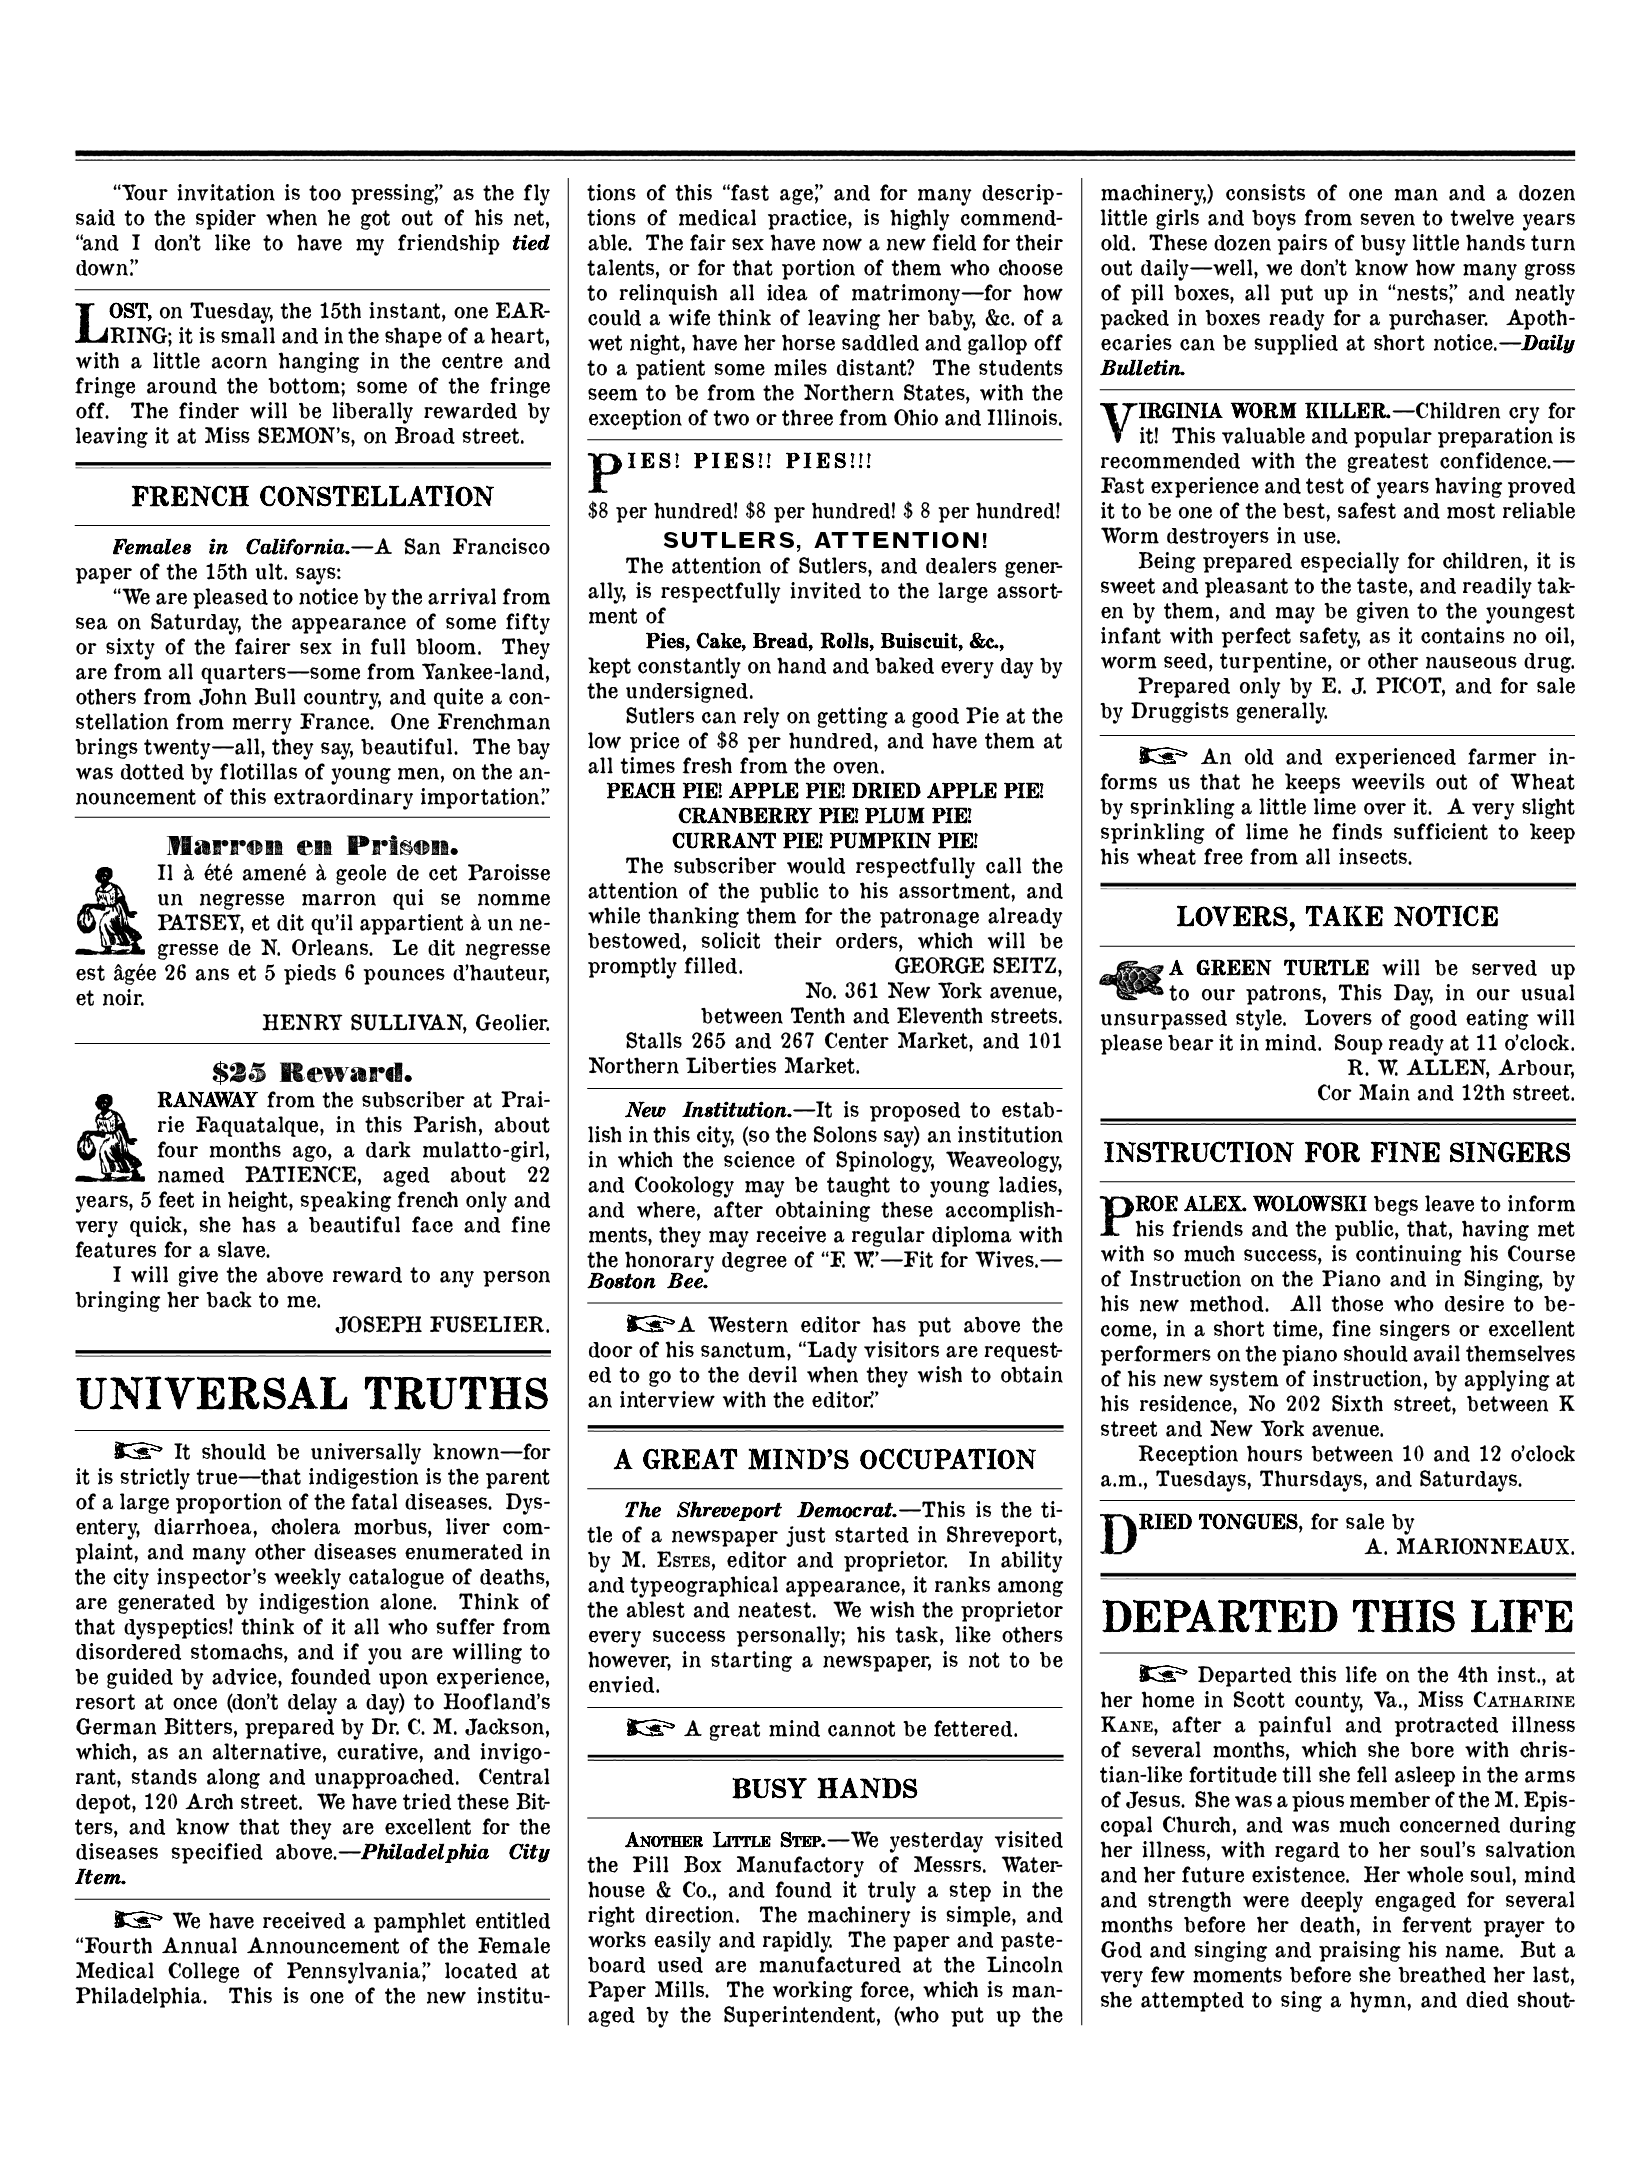 “Your invitation is too pressing,” as the fly
said to the spider when he got out of his net,
“and I don’t like to have my friendship tied
down.”
LOST, on Tuesday, the 15th instant, one EAR-
RING; it is small and in the shape of a heart,
with a little acorn hanging in the centre and
fringe around the bottom; some of the fringe
off. The finder will be liberally rewarded by
leaving it at Miss SEMON’s, on Broad street.
FRENCH CONSTELLATION
Females in California.—A San Francisco
paper of the 15th ult. says:
“We are pleased to notice by the arrival from
sea on Saturday, the appearance of some fifty
or sixty of the fairer sex in full bloom. They
are from all quarters—some from Yankee-land,
others from John Bull country, and quite a con-
stellation from merry France. One Frenchman
brings twenty—all, they say, beautiful. The bay
was dotted by flotillas of young men, on the an-
nouncement of this extraordinary importation.”
Marron en Prison.
Il à été amené à geole de cet Paroisse
un negresse marron qui se nomme
PATSEY, et dit qu’il appartient à un ne-
gresse de N. Orleans. Le dit negresse
est âgée 26 ans et 5 pieds 6 pounces d’hauteur,
et noir.
HENRY SULLIVAN, Geolier.
$25 Reward.
RANAWAY from the subscriber at Prai-
rie Faquatalque, in this Parish, about
four months ago, a dark mulatto-girl,
named PATIENCE, aged about 22
years, 5 feet in height, speaking french only and
very quick, she has a beautiful face and fine
features for a slave.
I will give the above reward to any person
bringing her back to me.
JOSEPH FUSELIER.
UNIVERSAL TRUTHS
☞ It should be universally known—for
it is strictly true—that indigestion is the parent
of a large proportion of the fatal diseases. Dys-
entery, diarrhoea, cholera morbus, liver com-
plaint, and many other diseases enumerated in
the city inspector’s weekly catalogue of deaths,
are generated by indigestion alone. Think of
that dyspeptics! think of it all who suffer from
disordered stomachs, and if you are willing to
be guided by advice, founded upon experience,
resort at once (don’t delay a day) to Hoofland’s
German Bitters, prepared by Dr. C. M. Jackson,
which, as an alternative, curative, and invigo-
rant, stands along and unapproached. Central
depot, 120 Arch street. We have tried these Bit-
ters, and know that they are excellent for the
diseases specified above.—Philadelphia City
Item.
☞ We have received a pamphlet entitled
“Fourth Annual Announcement of the Female
Medical College of Pennsylvania,” located at
Philadelphia. This is one of the new institu-
tions of this “fast age,” and for many descrip-
tions of medical practice, is highly commend-
able. The fair sex have now a new field for their
talents, or for that portion of them who choose
to relinquish all idea of matrimony—for how
could a wife think of leaving her baby, &c. of a
wet night, have her horse saddled and gallop off
to a patient some miles distant? The students
seem to be from the Northern States, with the
exception of two or three from Ohio and Illinois.
PIES! PIES!! PIES!!!
$8 per hundred! $8 per hundred! $ 8 per hundred!
SUTLERS, ATTENTION!
The attention of Sutlers, and dealers gener-
ally, is respectfully invited to the large assort-
ment of
Pies, Cake, Bread, Rolls, Buiscuit, &c.,
kept constantly on hand and baked every day by
the undersigned.
Sutlers can rely on getting a good Pie at the
low price of $8 per hundred, and have them at
all times fresh from the oven.
PEACH PIE! APPLE PIE! DRIED APPLE PIE!
CRANBERRY PIE! PLUM PIE!
CURRANT PIE! PUMPKIN PIE!
The subscriber would respectfully call the
attention of the public to his assortment, and
while thanking them for the patronage already
bestowed, solicit their orders, which will be
promptly filled. GEORGE SEITZ,
No. 361 New York avenue,
between Tenth and Eleventh streets.
Stalls 265 and 267 Center Market, and 101
Northern Liberties Market.
New Institution.—It is proposed to estab-
lish in this city, (so the Solons say) an institution
in which the science of Spinology, Weaveology,
and Cookology may be taught to young ladies,
and where, after obtaining these accomplish-
ments, they may receive a regular diploma with
the honorary degree of “F. W.’—Fit for Wives.—
Boston Bee.
☞A Western editor has put above the
door of his sanctum, “Lady visitors are request-
ed to go to the devil when they wish to obtain
an interview with the editor.”
A GREAT MIND’S OCCUPATION
The Shreveport Democrat.—This is the ti-
tle of a newspaper just started in Shreveport,
by M. ESTES, editor and proprietor. In ability
and typeographical appearance, it ranks among
the ablest and neatest. We wish the proprietor
every success personally; his task, like others
however, in starting a newspaper, is not to be
envied.
☞ A great mind cannot be fettered.
BUSY HANDS
ANOTHER LITTLE STEP.—We yesterday visited
the Pill Box Manufactory of Messrs. Water-
house & Co., and found it truly a step in the
right direction. The machinery is simple, and
works easily and rapidly. The paper and paste-
board used are manufactured at the Lincoln
Paper Mills. The working force, which is man-
aged by the Superintendent, (who put up the
machinery,) consists of one man and a dozen
little girls and boys from seven to twelve years
old. These dozen pairs of busy little hands turn
out daily—well, we don’t know how many gross
of pill boxes, all put up in “nests,” and neatly
packed in boxes ready for a purchaser. Apoth-
ecaries can be supplied at short notice.—Daily
Bulletin.
VIRGINIA WORM KILLER.—Children cry for
it! This valuable and popular preparation is
recommended with the greatest confidence.—
Fast experience and test of years having proved
it to be one of the best, safest and most reliable
Worm destroyers in use.
Being prepared especially for children, it is
sweet and pleasant to the taste, and readily tak-
en by them, and may be given to the youngest
infant with perfect safety, as it contains no oil,
worm seed, turpentine, or other nauseous drug.
Prepared only by E. J. PICOT, and for sale
by Druggists generally.
☞ An old and experienced farmer in-
forms us that he keeps weevils out of Wheat
by sprinkling a little lime over it. A very slight
sprinkling of lime he finds sufficient to keep
his wheat free from all insects.
LOVERS, TAKE NOTICE
A GREEN TURTLE will be served up
to our patrons, This Day, in our usual
unsurpassed style. Lovers of good eating will
please bear it in mind. Soup ready at 11 o’clock.
R. W. ALLEN, Arbour,
Cor Main and 12th street.
INSTRUCTION FOR FINE SINGERS
PROF. ALEX. WOLOWSKI begs leave to inform
his friends and the public, that, having met
with so much success, is continuing his Course
of Instruction on the Piano and in Singing, by
his new method. All those who desire to be-
come, in a short time, fine singers or excellent
performers on the piano should avail themselves
of his new system of instruction, by applying at
his residence, No 202 Sixth street, between K
street and New York avenue.
Reception hours between 10 and 12 o’clock
a.m., Tuesdays, Thursdays, and Saturdays.
DRIED TONGUES, for sale by
A. MARIONNEAUX.
DEPARTED THIS LIFE
☞ Departed this life on the 4th inst., at
her home in Scott county, Va., Miss CATHARINE
KANE, after a painful and protracted illness
of several months, which she bore with chris-
tian-like fortitude till she fell asleep in the arms
of Jesus. She was a pious member of the M. Epis-
copal Church, and was much concerned during
her illness, with regard to her soul’s salvation
and her future existence. Her whole soul, mind
and strength were deeply engaged for several
months before her death, in fervent prayer to
God and singing and praising his name. But a
very few moments before she breathed her last,
she attempted to sing a hymn, and died shout-